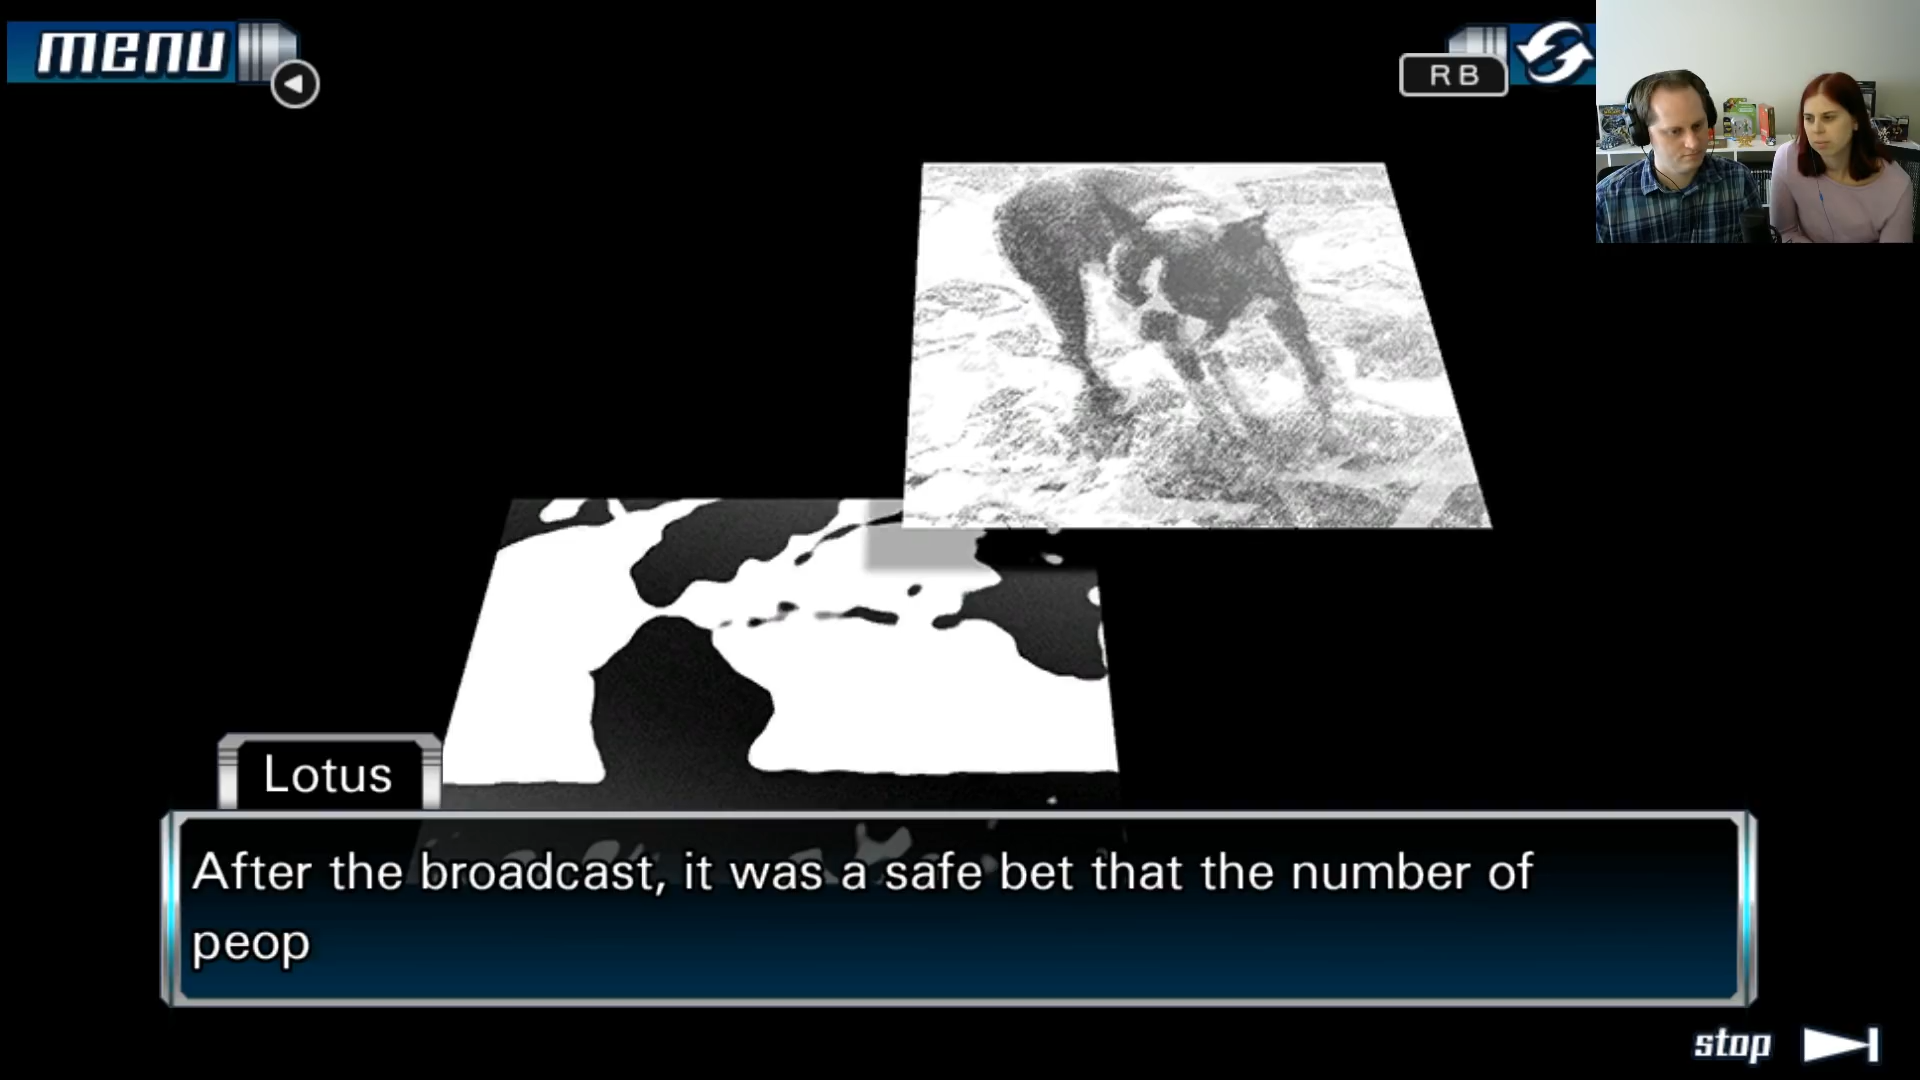 menu
RB
Lotus
After the broadcast, it was a safe bet that the number of
peop
stop